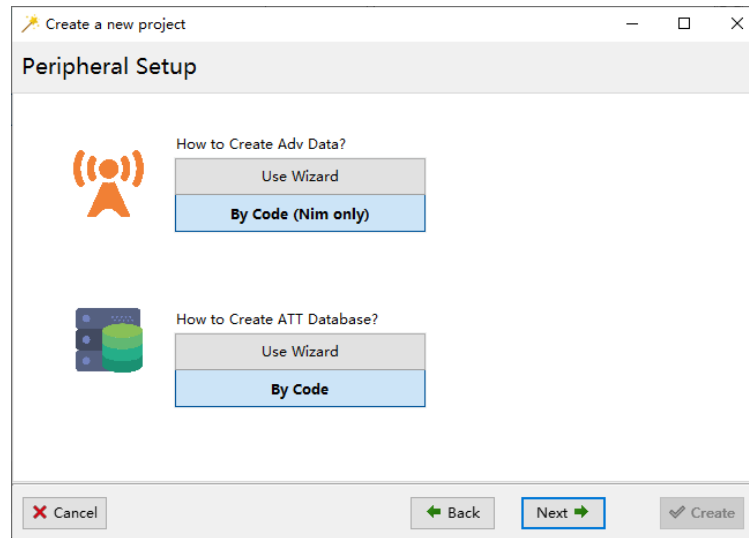 Create a new project
Peripheral Setup
How to Create Adv Data?
Use Wizard
By Code (Nim only)
How to Create ATT Database?
Use Wizard
By Code
Cancel
Back
Next
Create